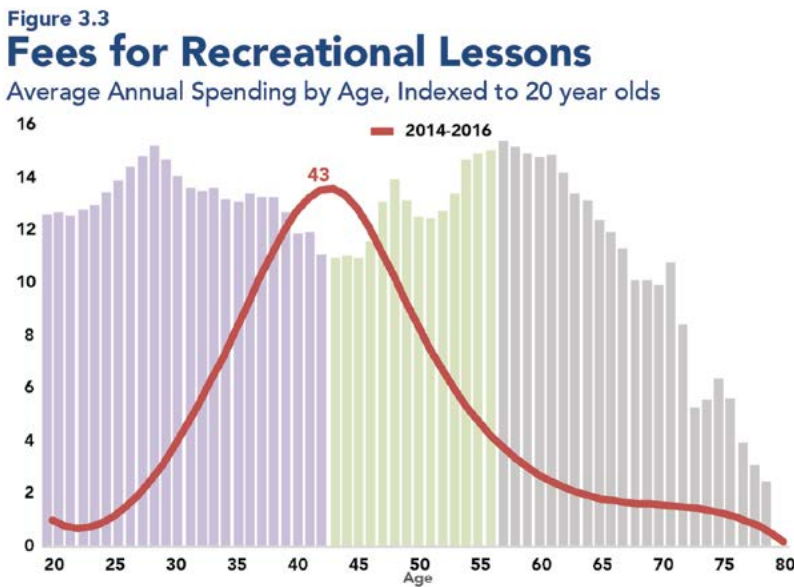 Figure 3.3
Fees for Recreational Lessons
Average Annual Spending by Age, Indexed to 20 year olds
16
2014-2016
14
43
12
10
8
6
4
2
0
20 25 30 35 40 45 50 55 60 65 70 75 80
Age